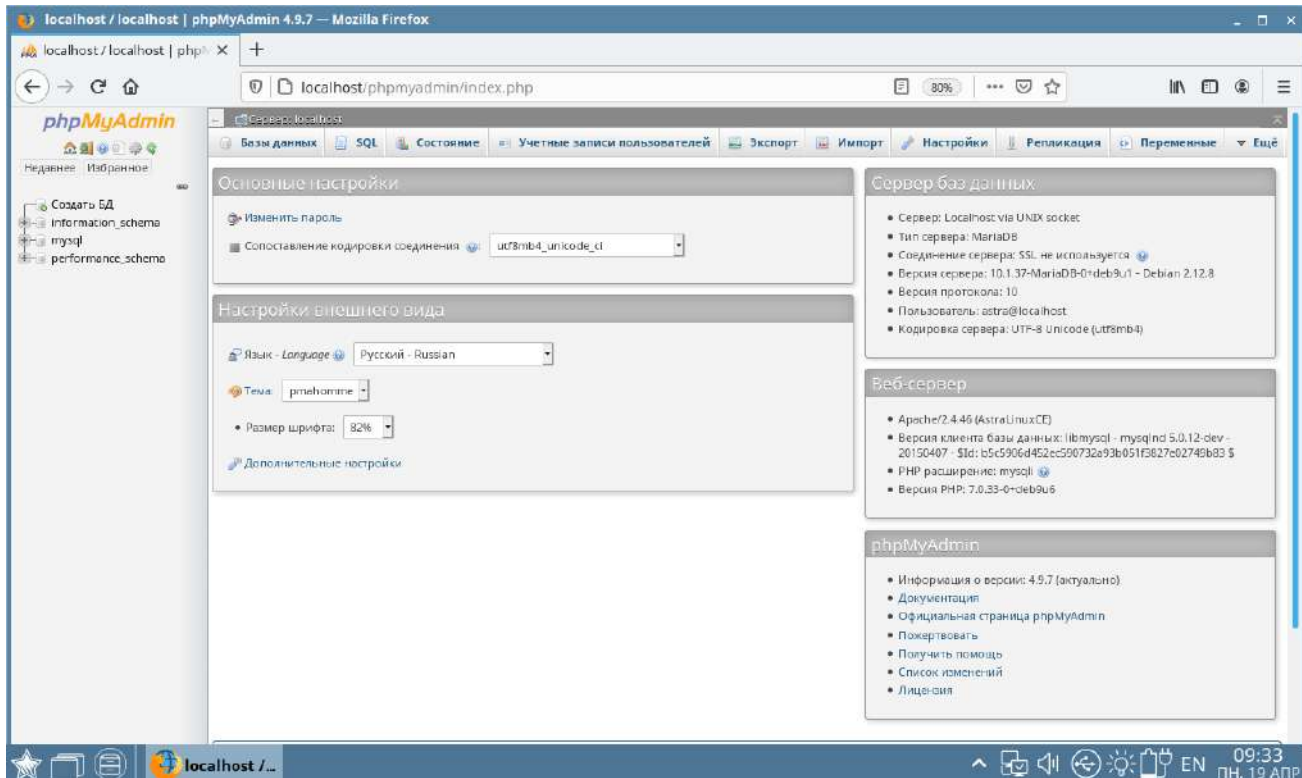 localhost / localhost | phpMyAdmin 4.9.7 — Mozilla Firefox
localhost / localhost | phpM
localhost/phpmyadmin/index.php
80%
phpMyAdmin
Недавнее Избранное
Создать БД
information_schema
mysql
performance_schema
Сервер: localhost
Базы данных SQL Состояние Учетные записи пользователей Экспорт Импорт Настройки Репликация Переменные Ещё
Основные настройки
Изменить пароль
Сопоставление кодировки соединения : utf8mb4_unicode_ci
Настройки внешнего вида
Язык - Language Русский - Russian
Тема: pmahomme
• Размер шрифта: 82%
Дополнительные настройки
Сервер баз данных
• Сервер: Localhost via UNIX socket
• Тип сервера: MariaDB
• Соединение сервера: SSL не используется
• Версия сервера: 10.1.37-MariaDB-0+deb9u1 - Debian 2.12.8
• Версия протокола: 10
• Пользователь: astra@localhost
• Кодировка сервера: UTF-8 Unicode (utf8mb4)
Веб-сервер
• Apache/2.4.46 (AstraLinuxCE)
• Версия клиента базы данных: libmysql - mysqlnd 5.0.12-dev -
20150407 - $Id: b5c5906d452ec590732a93b051f3827e02749b83 $
• PHP расширение: mysqli
• Версия PHP: 7.0.33-0+deb9u6
phpMyAdmin
• Информация о версии: 4.9.7 (актуально)
• Документация
• Официальная страница phpMyAdmin
• Пожертвовать
• Получить помощь
• Список изменений
• Лицензия
localhost /...
EN
09:33
ПН, 19 АПР